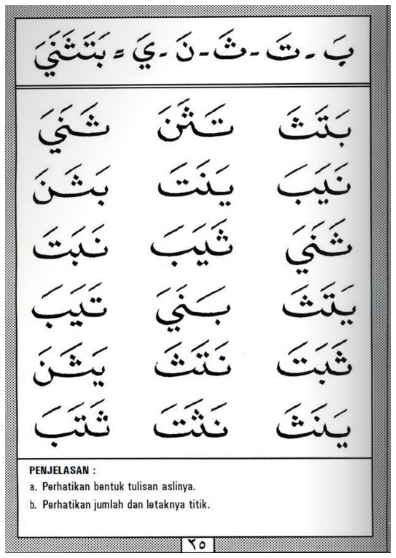 بَ - تَ - ثَ - نَ - يَ = بَتَثَنَيَ
بَتَثَ تَثَنَ ثَنَيَ
نَيَبَ يَنَتَ بَثَنَ
ثَنَيَ ثَيَبَ نَبَتَ
يَتَثَ بَنَيَ تَيَبَ
ثَبَتَ نَتَثَ يَثَنَ
يَنَثَ نَثَتَ ثَتَبَ
PENJELASAN :
a. Perhatikan bentuk tulisan aslinya.
b. Perhatikan jumlah dan letaknya titik.
٢٥